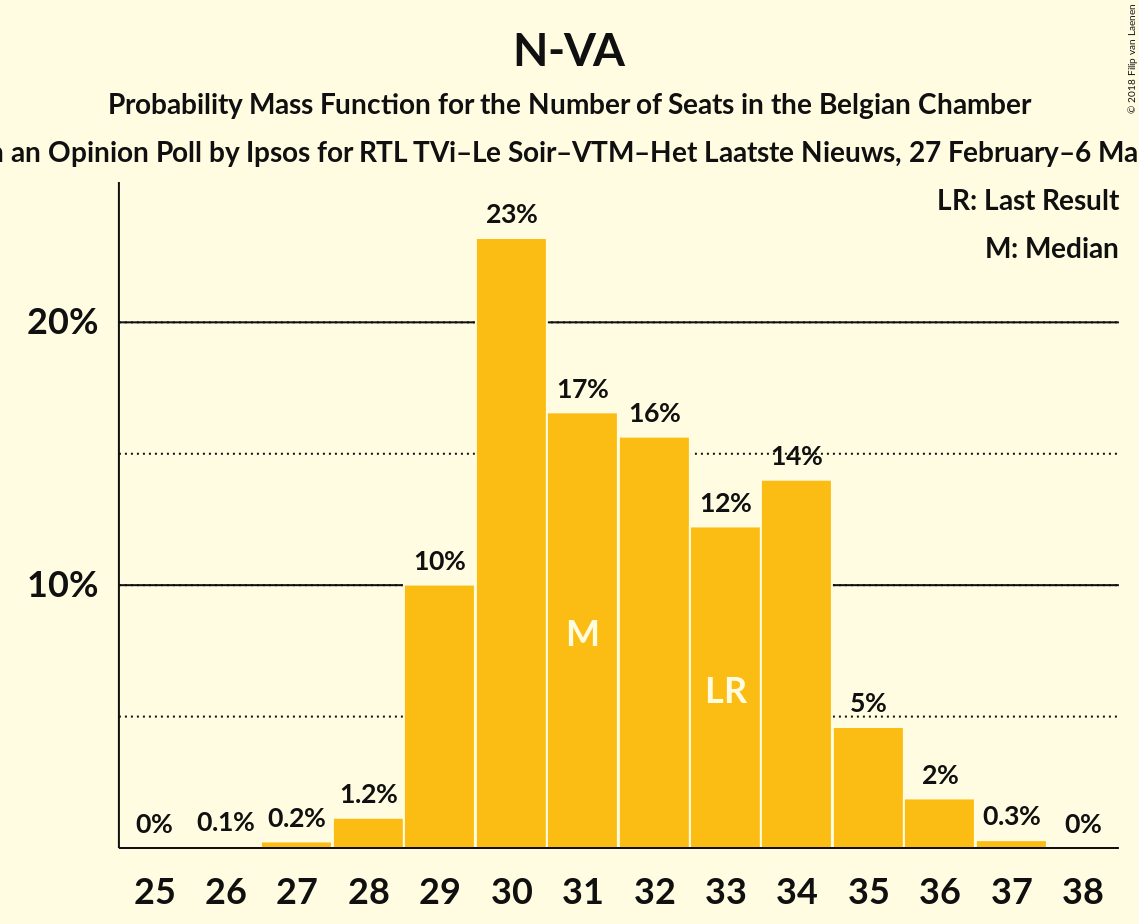 N-VA
Probability Mass Function for the Number of Seats in the Belgian Chamber
an Opinion Poll by Ipsos for RTL TVi–Le Soir–VTM–Het Laatste Nieuws, 27 February–6 Ma
© 2018 Filip van Laenen
LR: Last Result
M: Median
20%
10%
0%
0.1%
0.2%
1.2%
10%
23%
17%
16%
12%
14%
5%
2%
0.3%
0%
M
LR
25 26 27 28 29 30 31 32 33 34 35 36 37 38